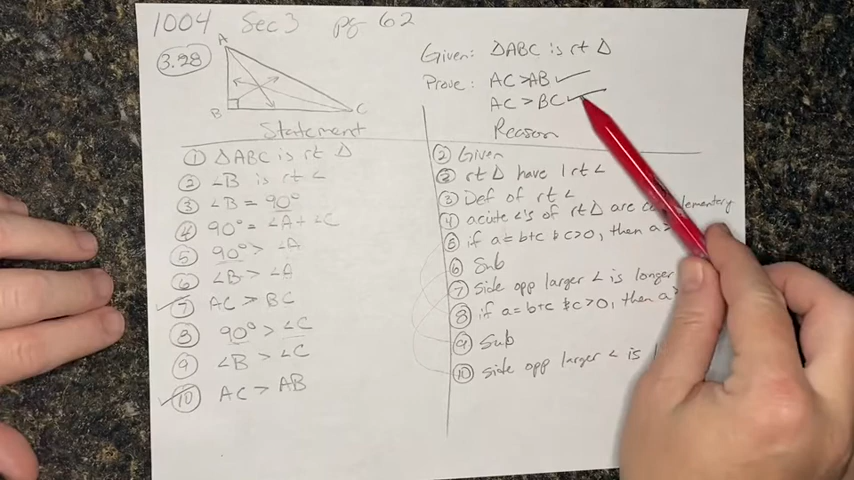 1004 Sec 3 pg 62
3.28
A
B
C
Given: △ABC is rt △
Prove: AC > AB ✓
AC > BC ✓
Statement
Reason
① △ABC is rt △
② ∠B is rt ∠
③ ∠B = 90°
④ 90° = ∠A + ∠C
⑤ 90° > ∠A
⑥ ∠B > ∠A
✓ ⑦ AC > BC
⑧ 90° > ∠C
⑨ ∠B > ∠C
✓ ⑩ AC > AB
② Given
② rt △ have 1 rt ∠
③ Def of rt ∠
④ acute ∠'s of rt △ are complementary
⑤ if a = b+c & c>0, then a >
⑥ Sub
⑦ side opp larger ∠ is longer
⑧ if a = b+c & c>0, then a
⑨ Sub
⑩ side opp larger ∠ is